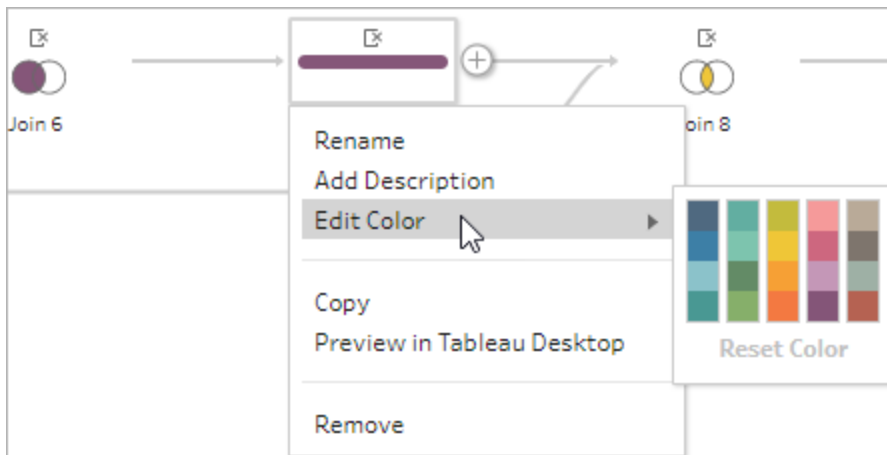 Join 6
oin 8
Rename
Add Description
Edit Color
Reset Color
Copy
Preview in Tableau Desktop
Remove